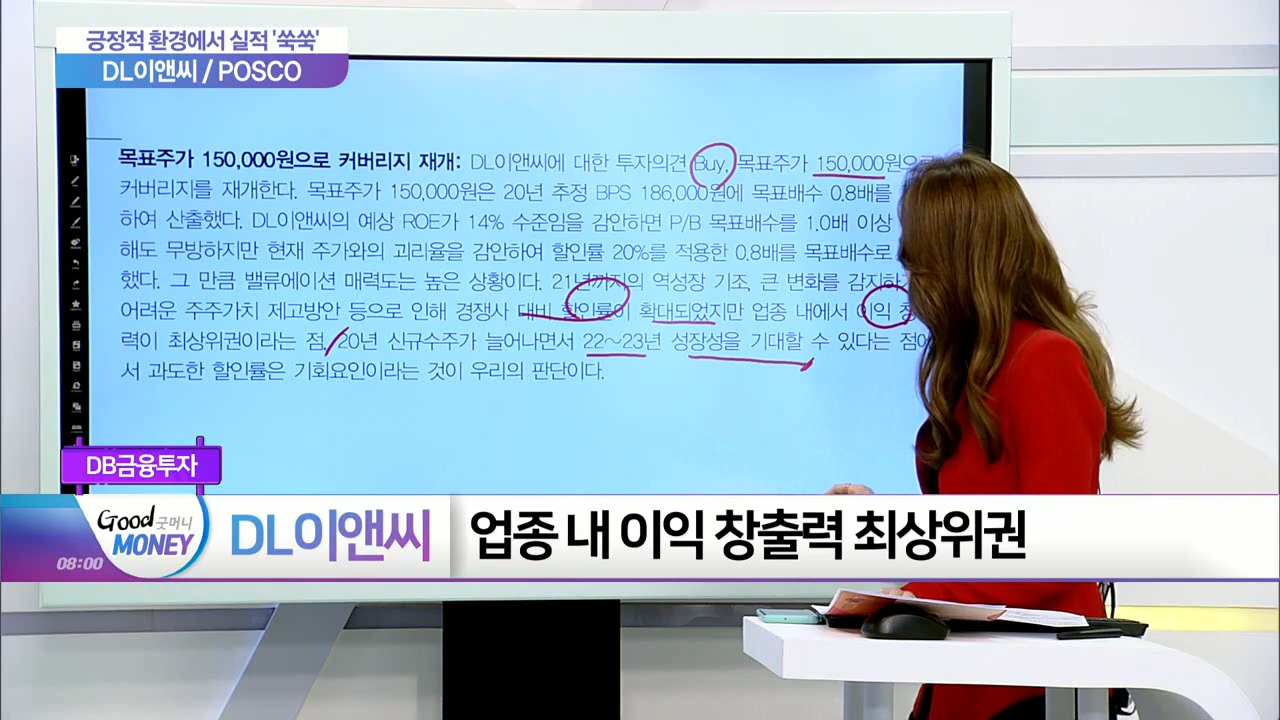 긍정적 환경에서 실적 '쑥쑥'
DL이앤씨 / POSCO
목표주가 150,000원으로 커버리지 재개: DL이앤씨에 대한 투자의견 Buy, 목표주가 150,000원으로
커버리지를 재개한다. 목표주가 150,000원은 20년 추정 BPS 186,000원에 목표배수 0.8배를
하여 산출했다. DL이앤씨의 예상 ROE가 14% 수준임을 감안하면 P/B 목표배수를 1.0배 이상
해도 무방하지만 현재 주가와의 괴리율을 감안하여 할인률 20%를 적용한 0.8배를 목표배수로
했다. 그 만큼 밸류에이션 매력도는 높은 상황이다. 21년까지의 역성장 기조, 큰 변화를 감지하기
어려운 주주가치 제고방안 등으로 인해 경쟁사 대비 할인률이 확대되었지만 업종 내에서 이익 창
력이 최상위권이라는 점, 20년 신규수주가 늘어나면서 22~23년 성장성을 기대할 수 있다는 점에
서 과도한 할인률은 기회요인이라는 것이 우리의 판단이다.
DB금융투자
Good 굿머니
MONEY
08:00
DL이앤씨
업종 내 이익 창출력 최상위권